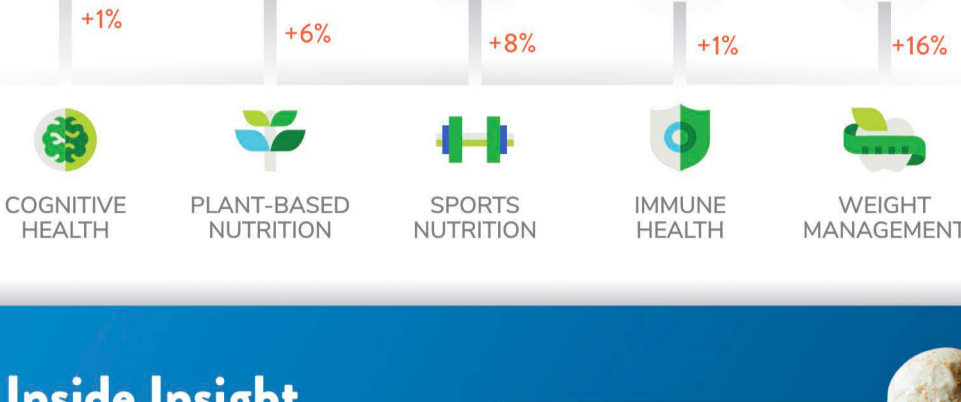 +1%
+6%
+8%
+1%
+16%
COGNITIVE
HEALTH
PLANT-BASED
NUTRITION
SPORTS
NUTRITION
IMMUNE
HEALTH
WEIGHT
MANAGEMENT
Inside Insight